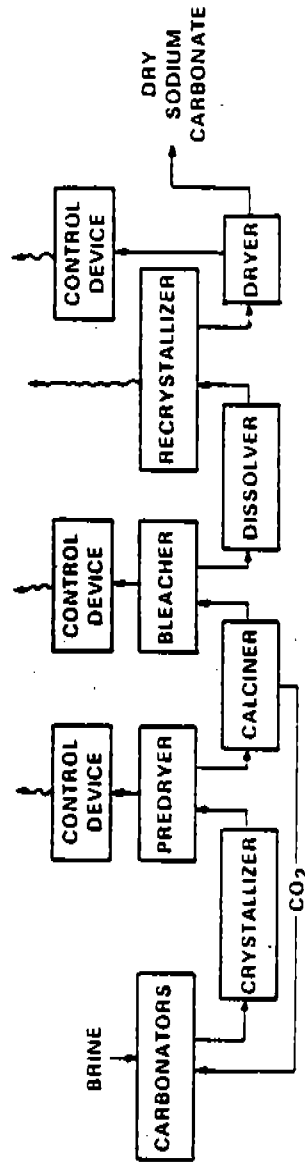 BRINE
CARBONATORS
CRYSTALLIZER
CO2
CONTROL
DEVICE
PREDRYER
CALCINER
CONTROL
DEVICE
BLEACHER
DISSOLVER
RECRYSTALLIZER
CONTROL
DEVICE
DRYER
DRY
SODIUM
CARBONATE